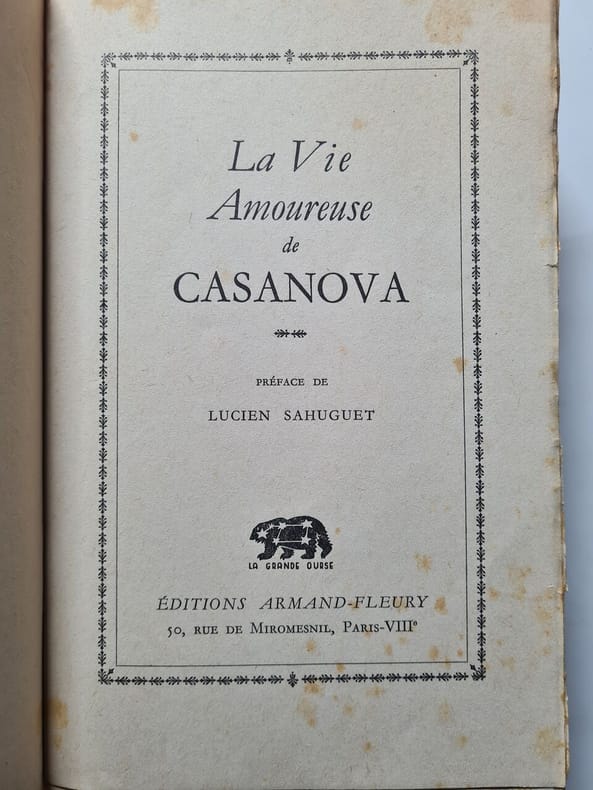 La Vie
Amoureuse
de
CASANOVA
PRÉFACE DE
LUCIEN SAHUGUET
LA GRANDE OURSE
ÉDITIONS ARMAND-FLEURY
50, RUE DE MIROMESNIL, PARIS-VIIIᵉ